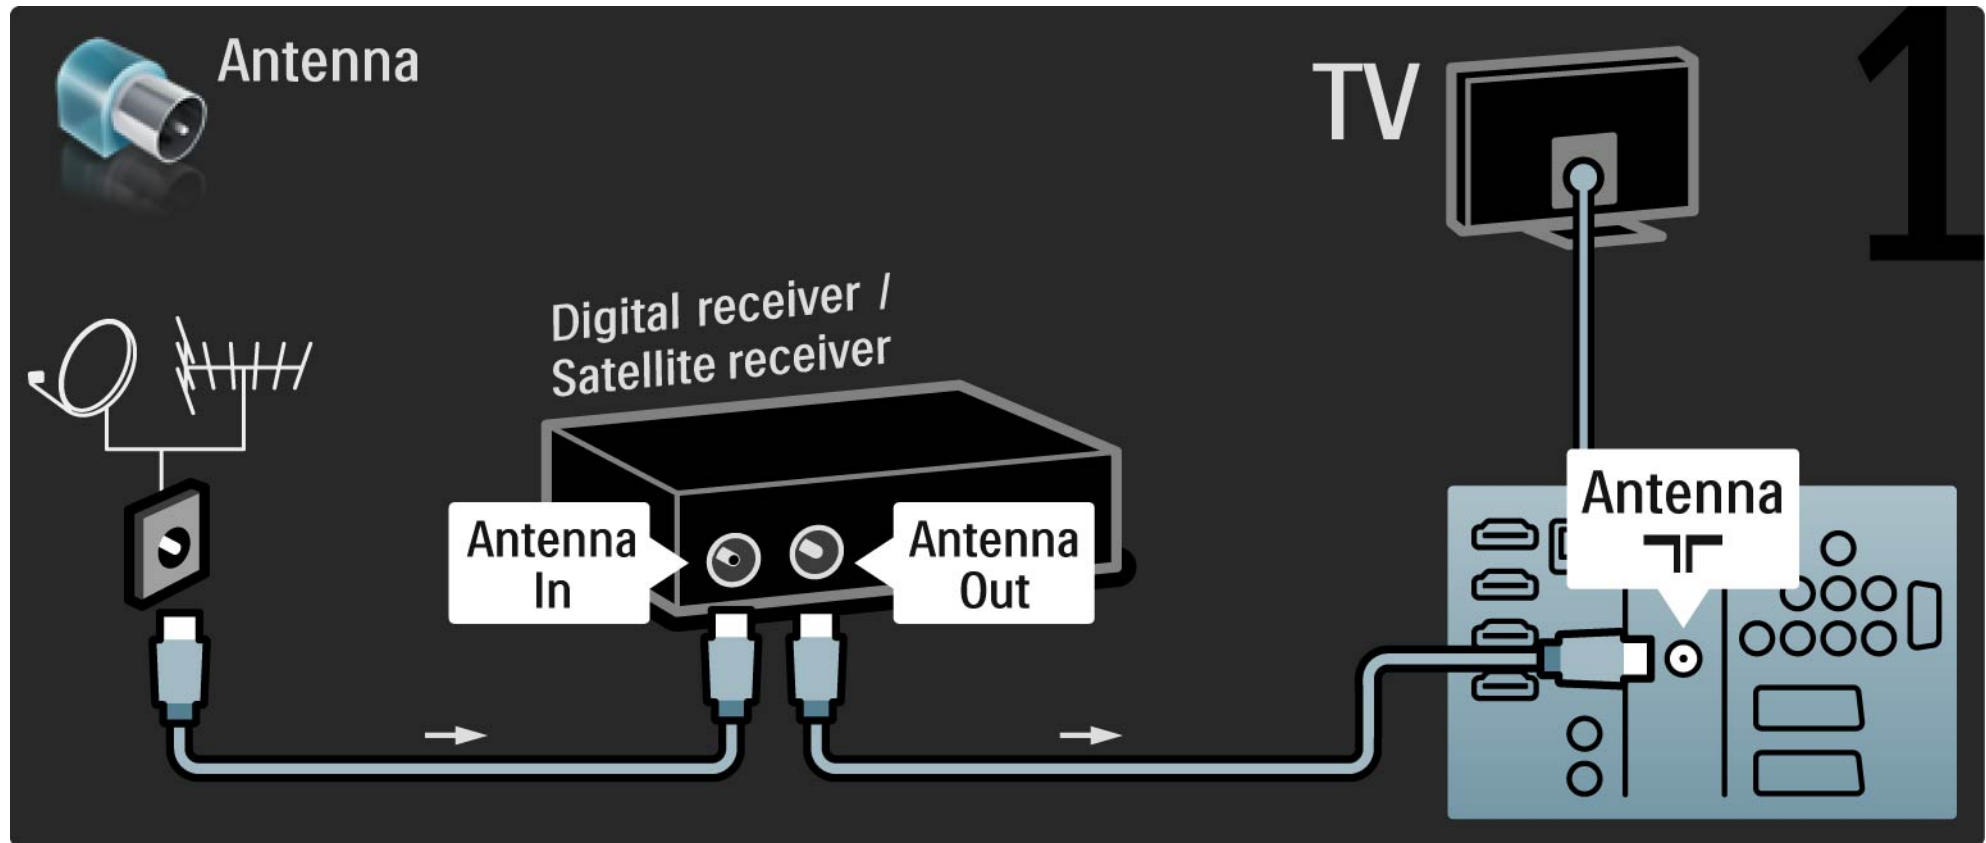 Antenna
TV
1
Digital receiver /
Satellite receiver
Antenna
In
Antenna
Out
Antenna